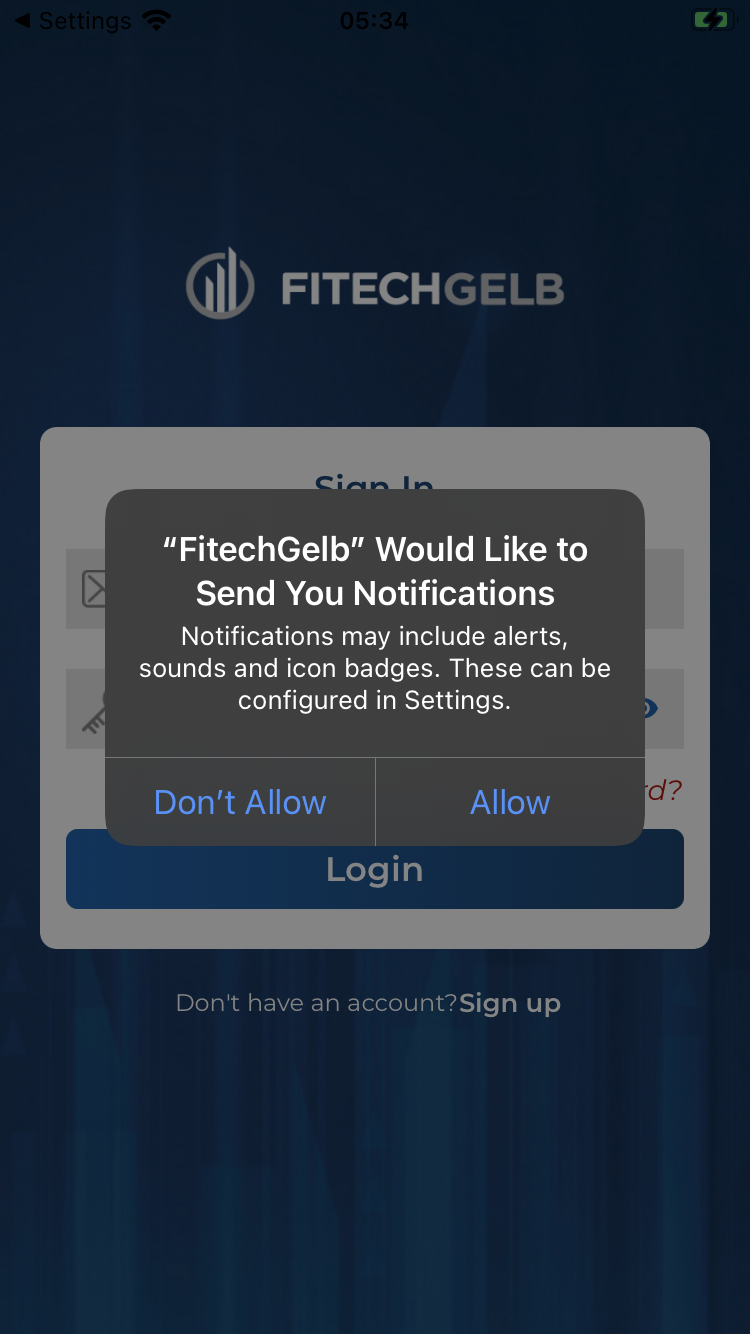 Settings
05:34
FITECHGELB
Sign In
“FitechGelb” Would Like to
Send You Notifications
Notifications may include alerts,
sounds and icon badges. These can be
configured in Settings.
Don’t Allow
Allow
Login
Don't have an account?Sign up